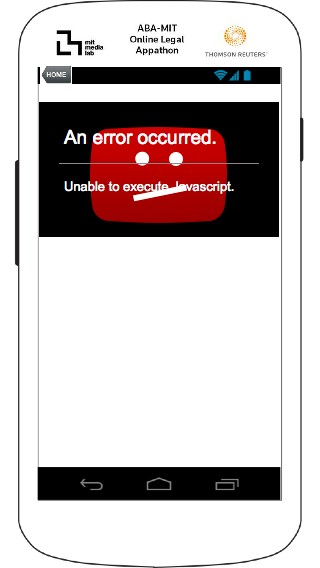 mit
media
lab
ABA-MIT
Online Legal
Appathon
THOMSON REUTERS
HOME
An error occurred.
Unable to execute Javascript.